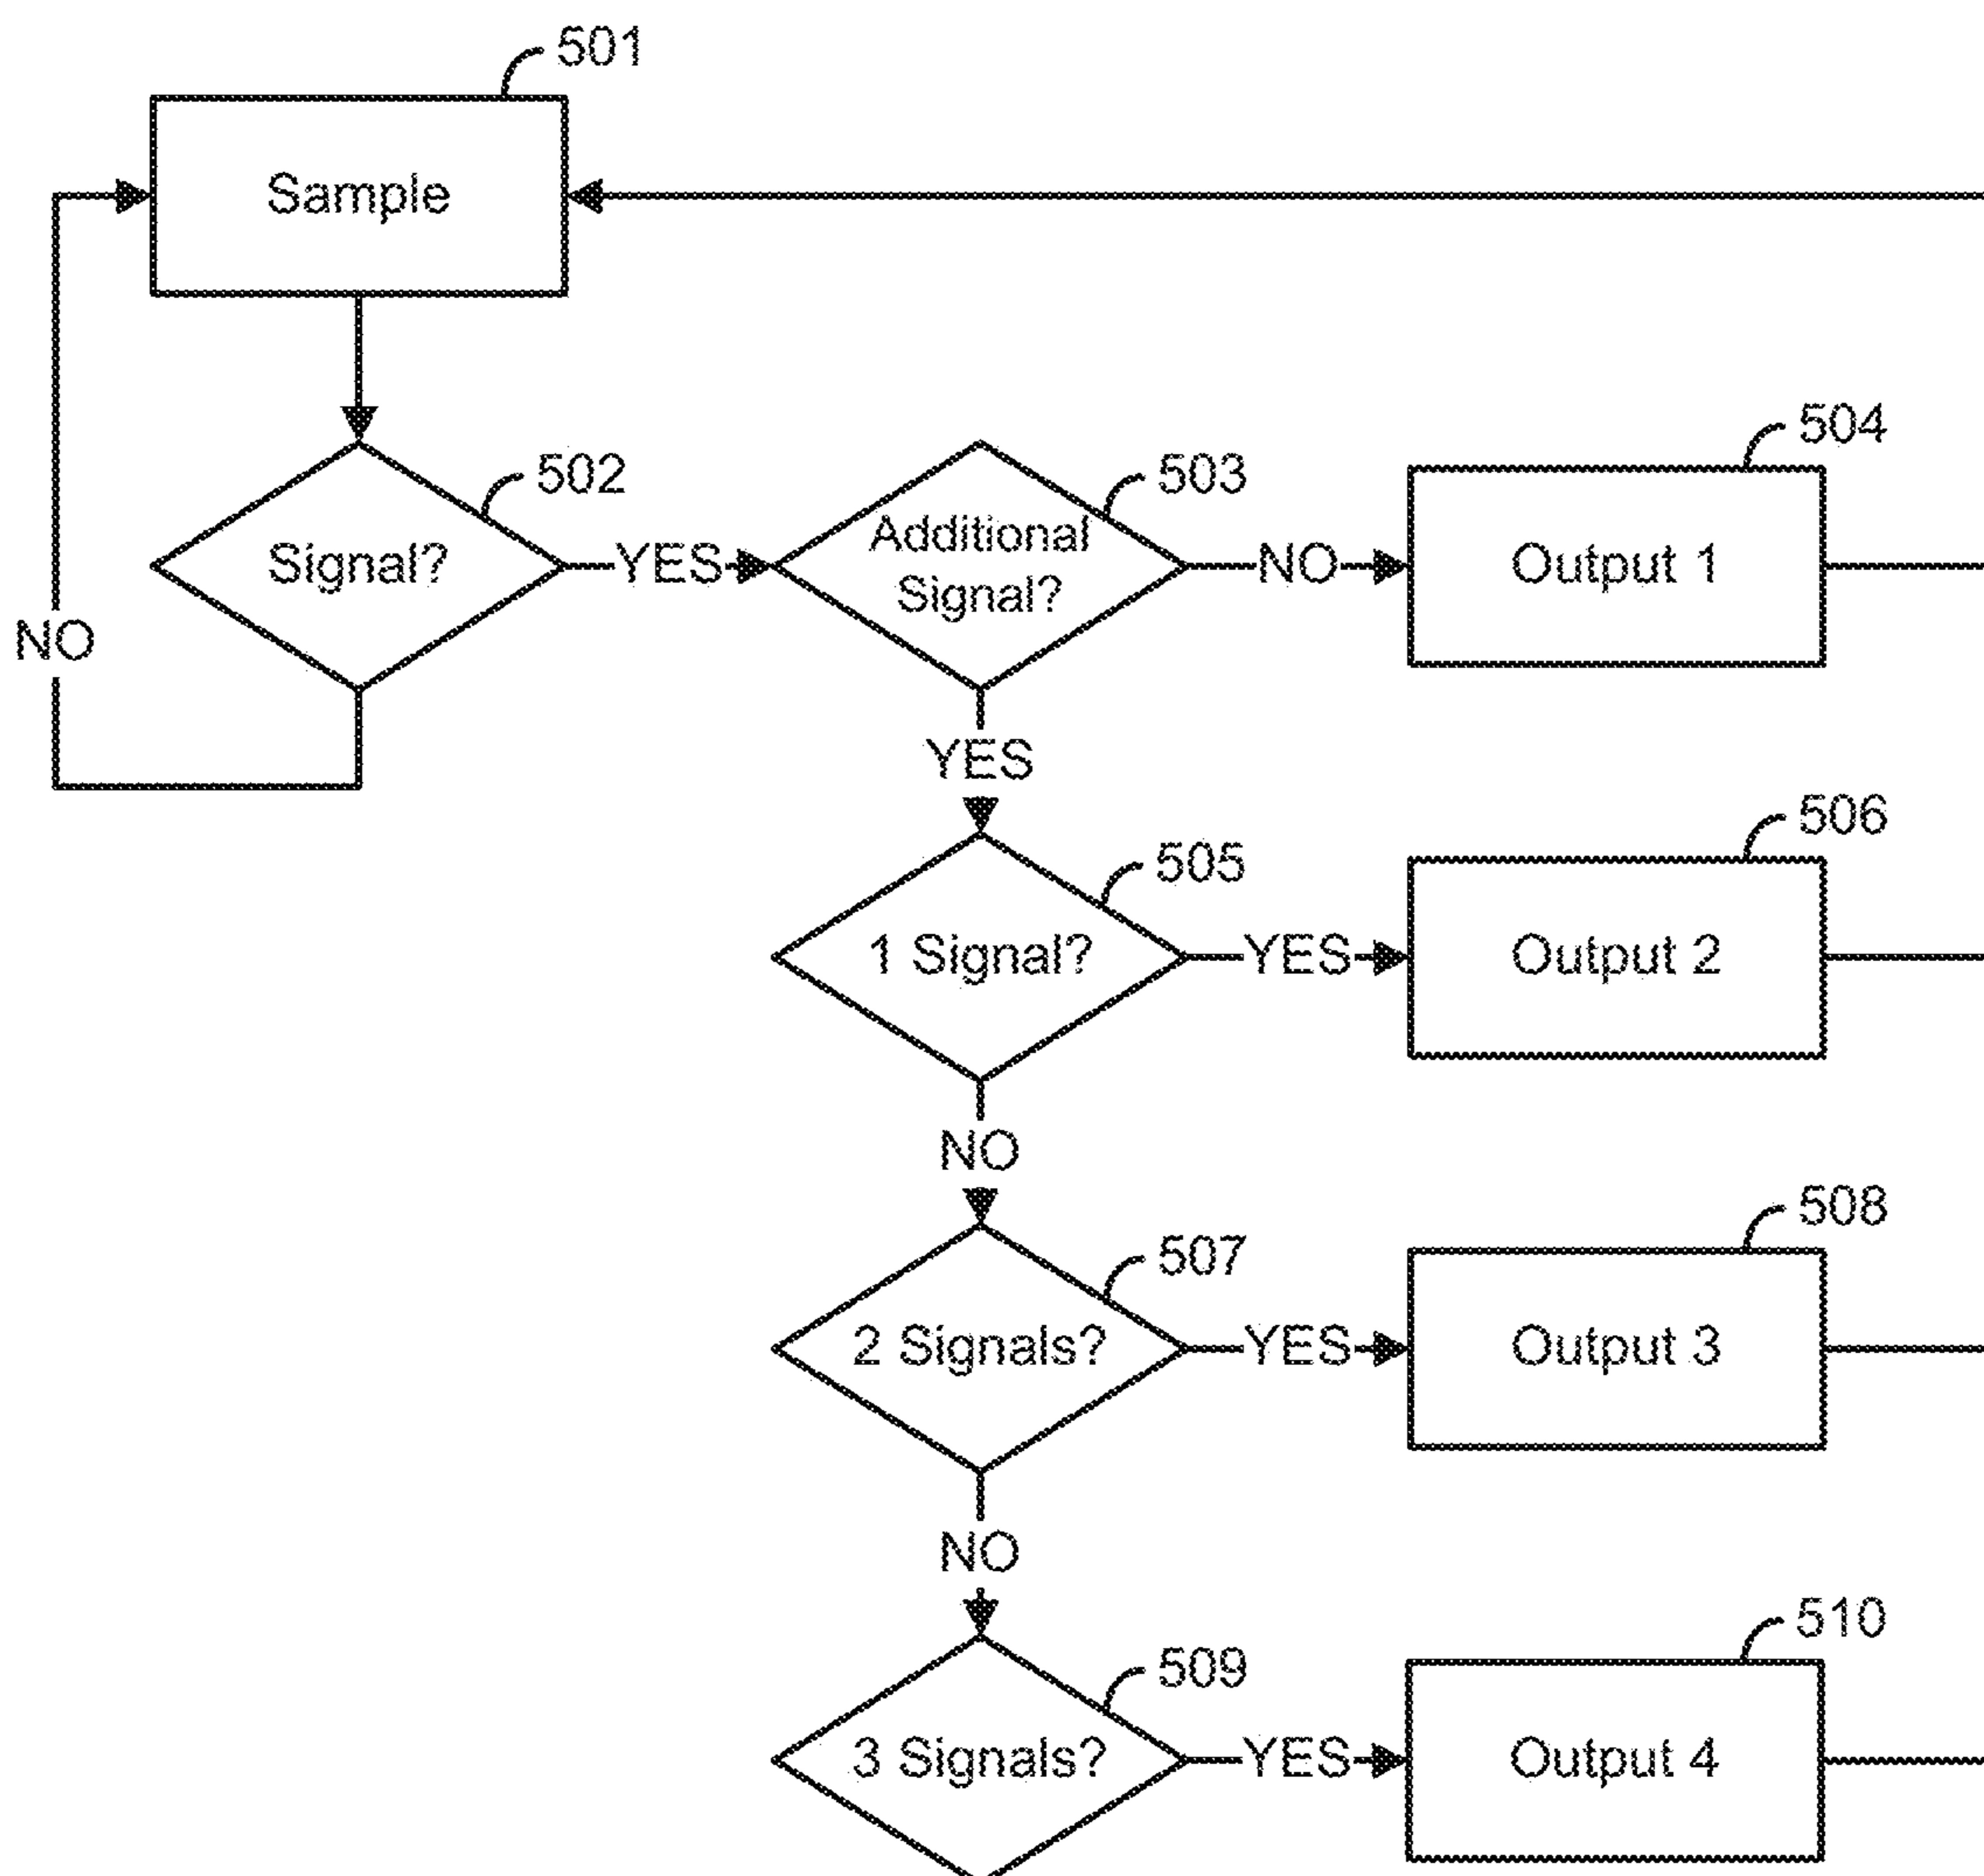 501
Sample
502
503
504
Signal?
YES
Additional
Signal?
NO
Output 1
NO
YES
505
506
1 Signal?
YES
Output 2
NO
507
508
2 Signals?
YES
Output 3
NO
509
510
3 Signals?
YES
Output 4